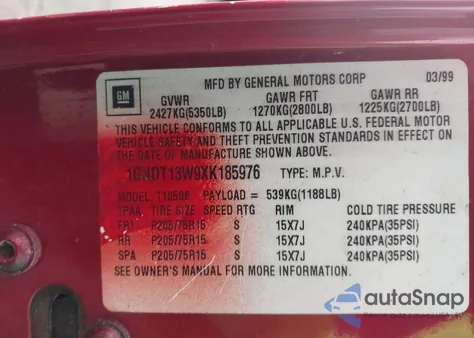 GM
MFD BY GENERAL MOTORS CORP 03/99
GVWR GAWR FRT GAWR RR
2427KG(5350LB) 1270KG(2800LB) 1225KG(2700LB)
THIS VEHICLE CONFORMS TO ALL APPLICABLE U.S. FEDERAL MOTOR
VEHICLE SAFETY AND THEFT PREVENTION STANDARDS IN EFFECT ON
THE DATE OF MANUFACTURE SHOWN ABOVE.
1GNDT13W9XK185976 TYPE: M.P.V.
MODEL: T10506 PAYLOAD = 539KG(1188LB)
TIRE SIZE SPEED RTG RIM COLD TIRE PRESSURE
FRT P205/75R15 S 15X7J 240KPA(35PSI)
RR P205/75R15 S 15X7J 240KPA(35PSI)
SPA P205/75R15 S 15X7J 240KPA(35PSI)
SEE OWNER'S MANUAL FOR MORE INFORMATION.
autoSnap